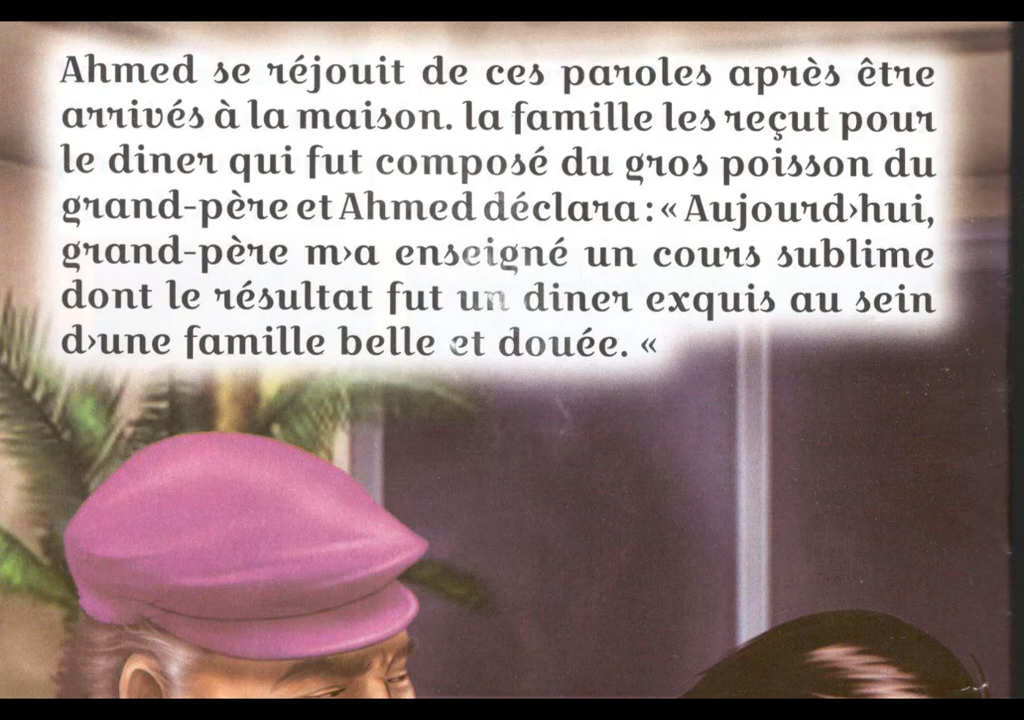 Ahmed se réjouit de ces paroles après être
arrivés à la maison. la famille les reçut pour
le diner qui fut composé du gros poisson du
grand-père et Ahmed déclara : « Aujourd›hui,
grand-père m›a enseigné un cours sublime
dont le résultat fut un diner exquis au sein
d›une famille belle et douée. «